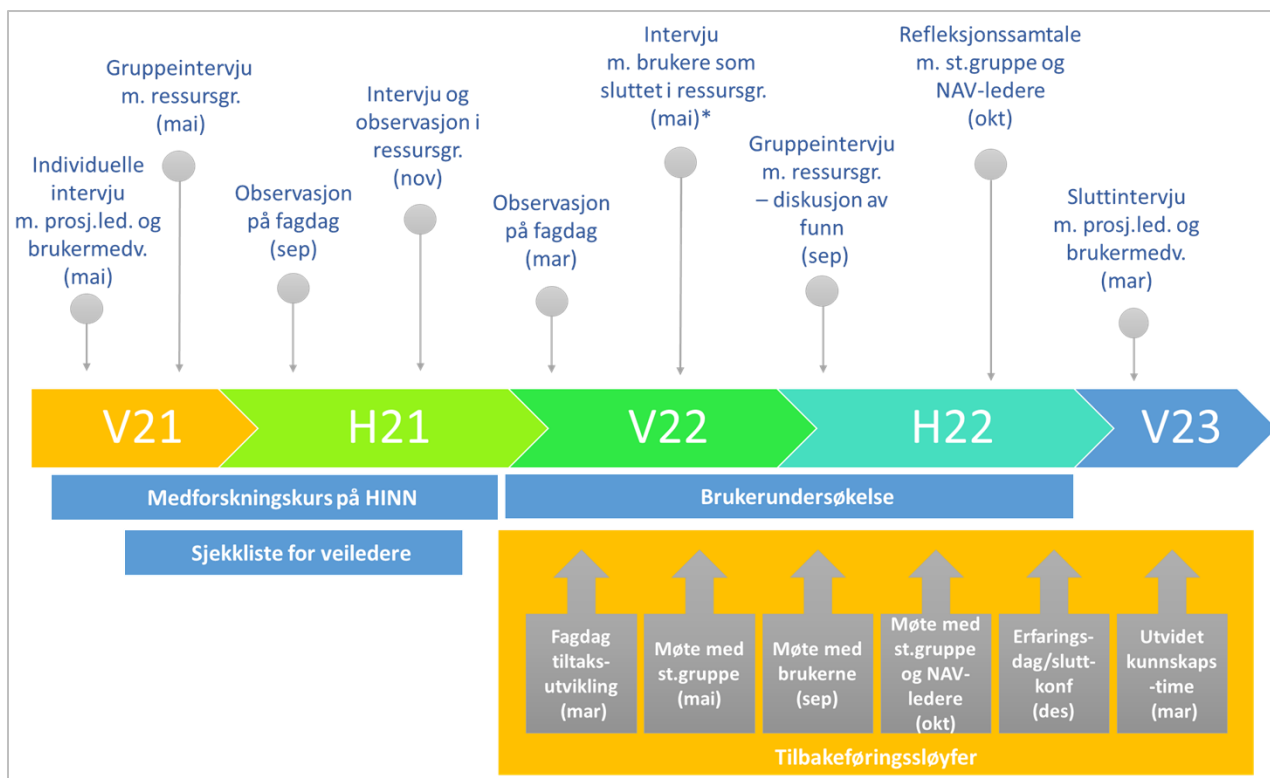 Individuelle
intervju
m. prosj.led. og
brukermedv.
(mai)
Gruppeintervju
m. ressursgr.
(mai)
Observasjon
på fagdag
(sep)
Intervju og
observasjon i
ressursgr.
(nov)
Observasjon
på fagdag
(mar)
Intervju
m. brukere som
sluttet i ressursgr.
(mai)*
Gruppeintervju
m. ressursgr.
– diskusjon av
funn
(sep)
Refleksjonssamtale
m. st.gruppe og
NAV-ledere
(okt)
Sluttintervju
m. prosj.led. og
brukermedv.
(mar)
V21
H21
V22
H22
V23
Medforskningskurs på HINN
Brukerundersøkelse
Sjekkliste for veiledere
Fagdag
tiltaks-
utvikling
(mar)
Møte med
st.gruppe
(mai)
Møte med
brukerne
(sep)
Møte med
st.gruppe
og NAV-
ledere
(okt)
Erfarings-
dag/slutt-
konf
(des)
Utvidet
kunnskaps
-time
(mar)
Tilbakeføringssløyfer